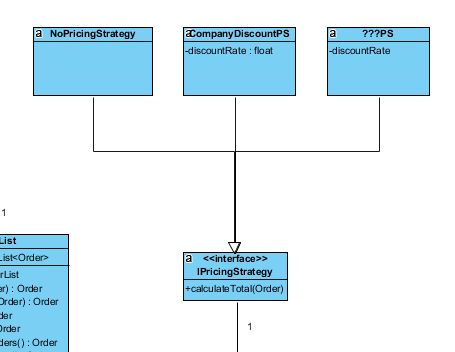 a NoPricingStrategy
a CompanyDiscountPS
-discountRate : float
a ???PS
-discountRate
1
List
List<Order>
rList
er) : Order
Order) : Order
der
Order
ders() : Order
a <<interface>>
IPricingStrategy
+calculateTotal(Order)
1